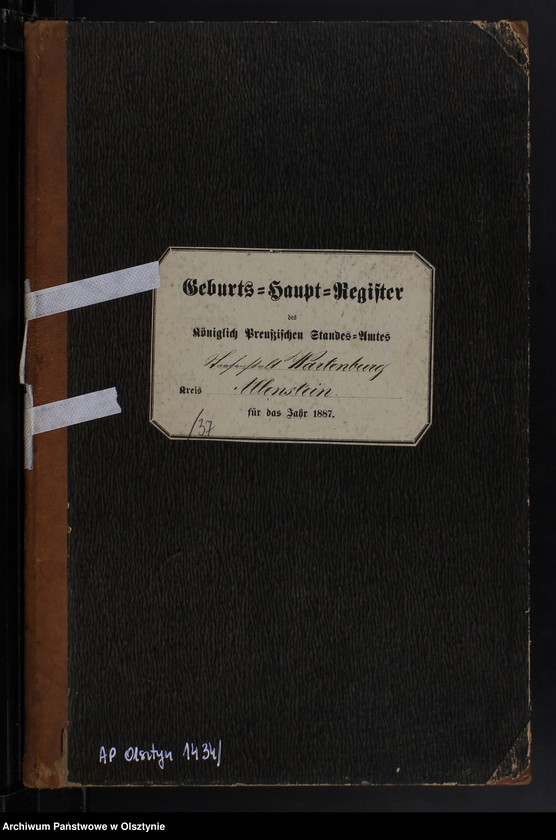 Geburts=Haupt=Register
des
Königlich Preußischen Standes=Amtes
Strafanstalt Wartenburg
Kreis Allenstein
für das Jahr 1887.
/37
AP Olsztyn 1434/
Archiwum Państwowe w Olsztynie